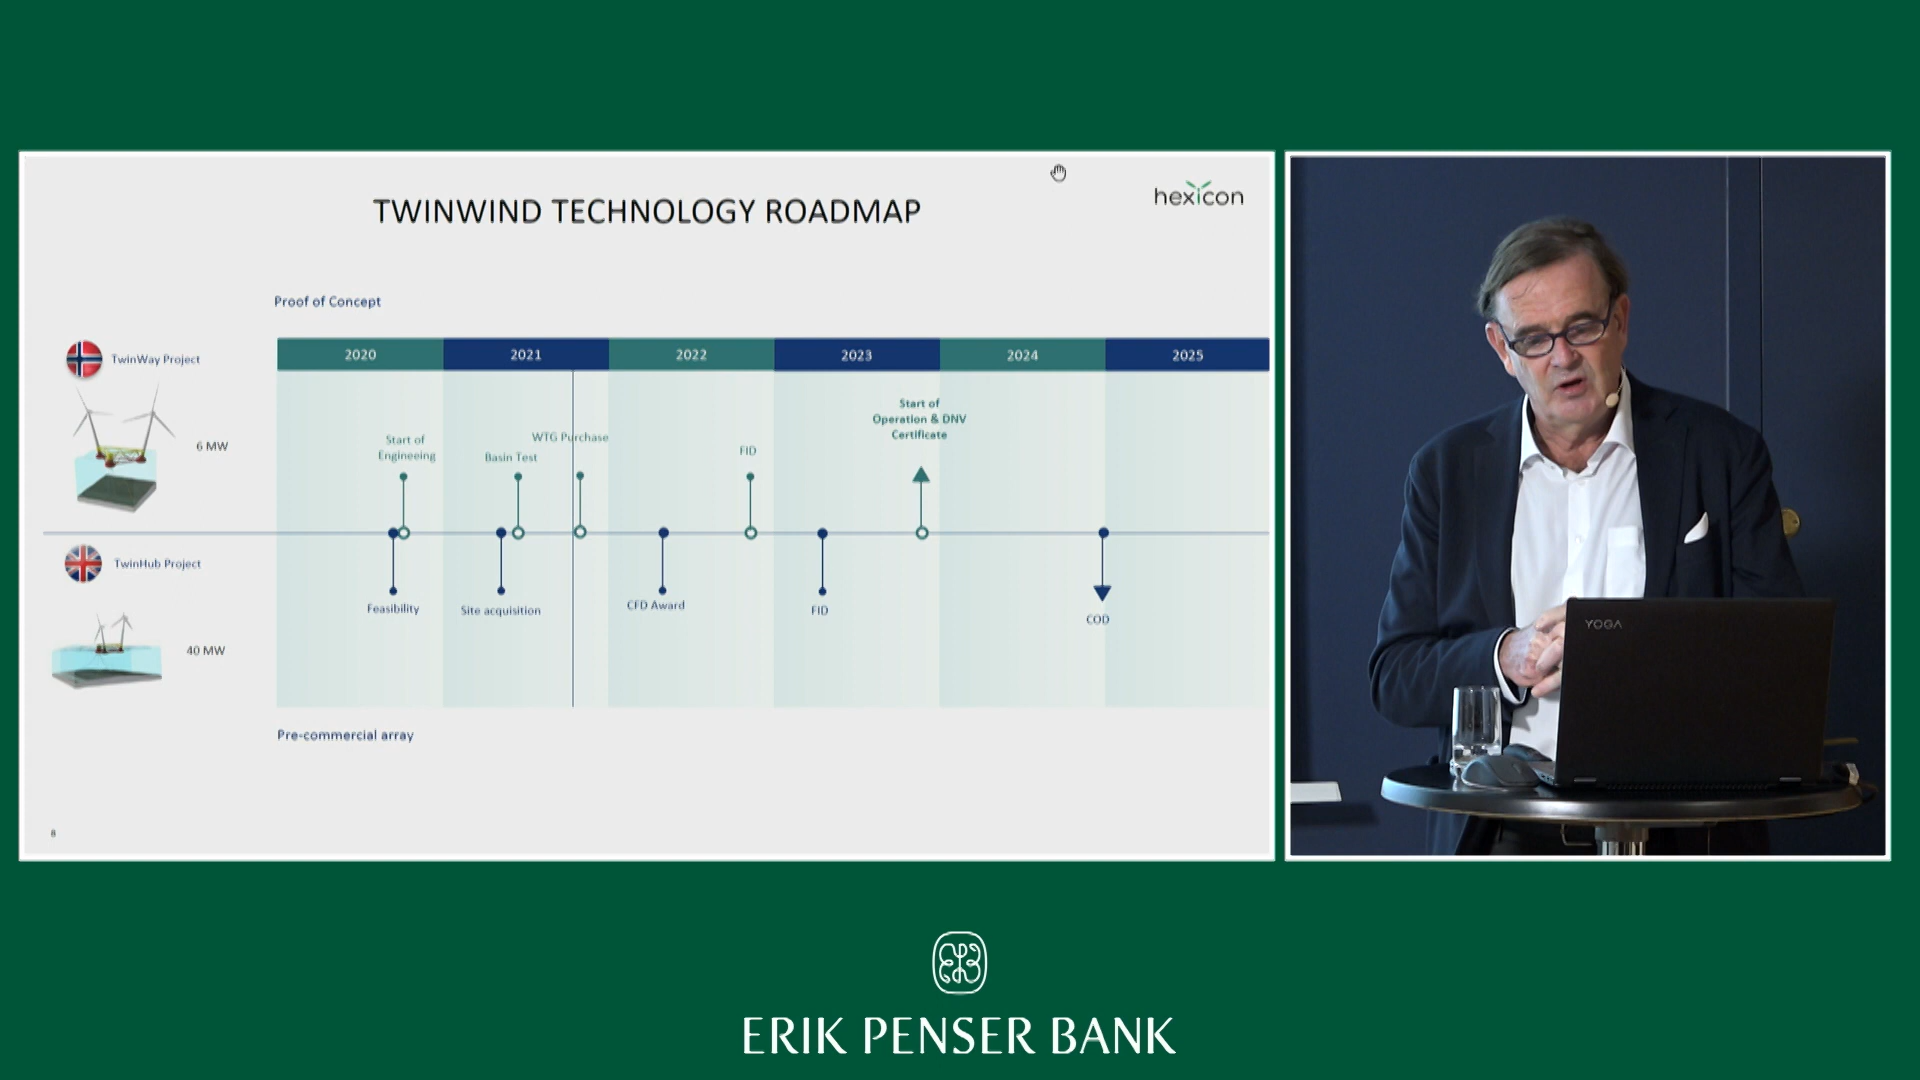 TWINWIND TECHNOLOGY ROADMAP
hexicon
Proof of Concept
TwinWay Project
2020
2021
2022
2023
2024
2025
6 MW
Start of
Engineeing
Basin Test
WTG Purchase
FID
Start of
Operation & DNV
Certificate
TwinHub Project
40 MW
Feasibility
Site acquisition
CFD Award
FID
COD
Pre-commercial array
8
YOGA
ERIK PENSER BANK